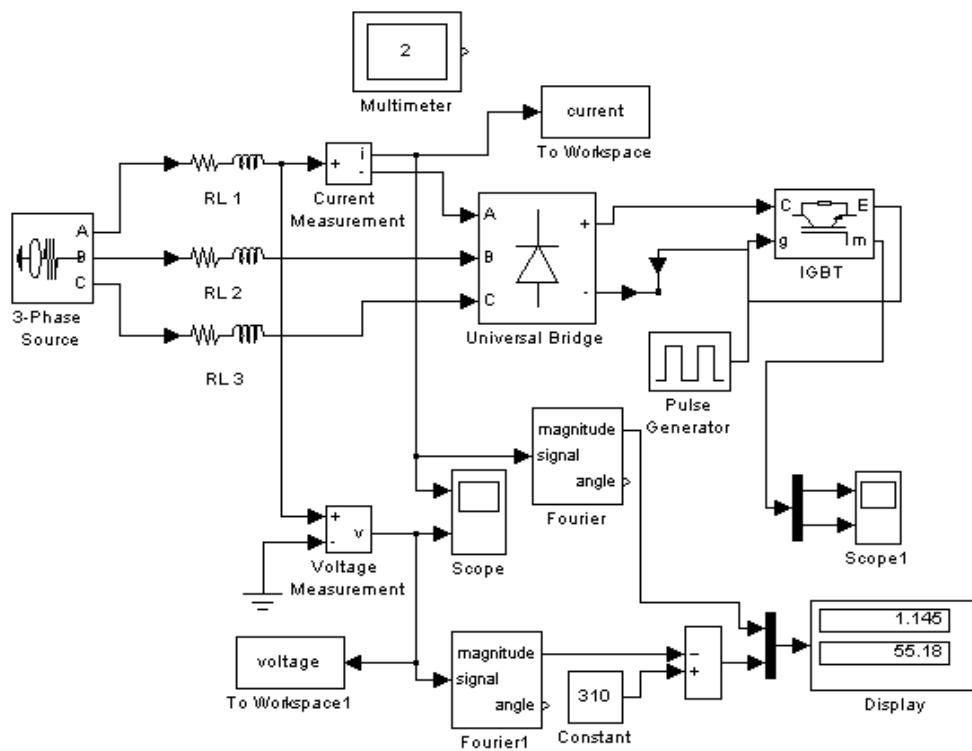 2
Multimeter
current
To Workspace
RL 1
+
i
-
Current
Measurement
A
B
C
3-Phase
Source
RL 2
RL 3
A
B
C
+
-
Universal Bridge
C
E
g
m
IGBT
Pulse
Generator
magnitude
signal
angle
Fourier
Scope1
+
-
v
Voltage
Measurement
Scope
voltage
To Workspace1
magnitude
signal
angle
Fourier1
310
Constant
−
+
1.145
55.18
Display